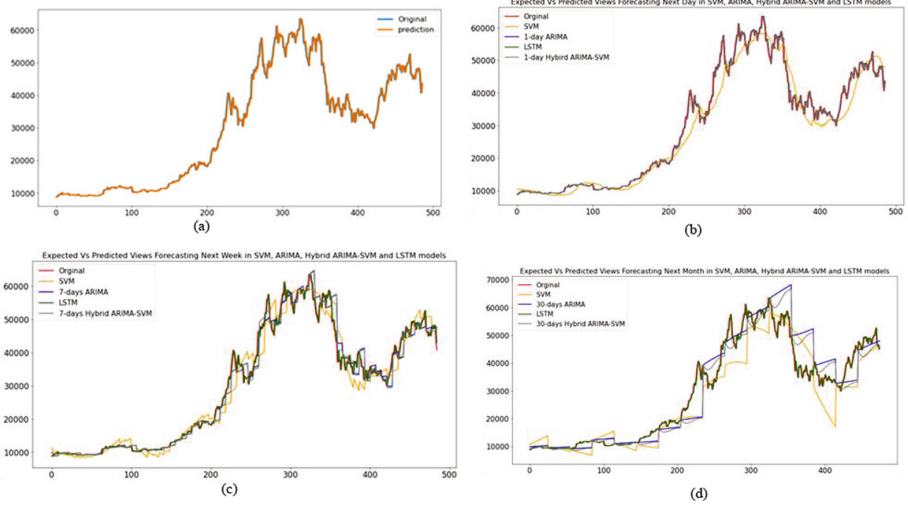 Original
prediction
60000
50000
40000
30000
20000
10000
0
100
200
300
400
500
(a)
Expected Vs Predicted Views Forecasting Next Day in SVM, ARIMA, Hybrid ARIMA-SVM and LSTM models
Orginal
SVM
1-day ARIMA
LSTM
1-day Hybird ARIMA-SVM
60000
50000
40000
30000
20000
10000
0
100
200
300
400
500
(b)
Expected Vs Predicted Views Forecasting Next Week in SVM, ARIMA, Hybrid ARIMA-SVM and LSTM models
Orginal
SVM
7-days ARIMA
LSTM
7-days Hybrid ARIMA-SVM
60000
50000
40000
30000
20000
10000
0
100
200
300
400
500
(c)
Expected Vs Predicted Views Forecasting Next Month in SVM, ARIMA, Hybrid ARIMA-SVM and LSTM models
Orginal
SVM
30-days ARIMA
LSTM
30-days Hybrid ARIMA-SVM
70000
60000
50000
40000
30000
20000
10000
0
100
200
300
400
(d)